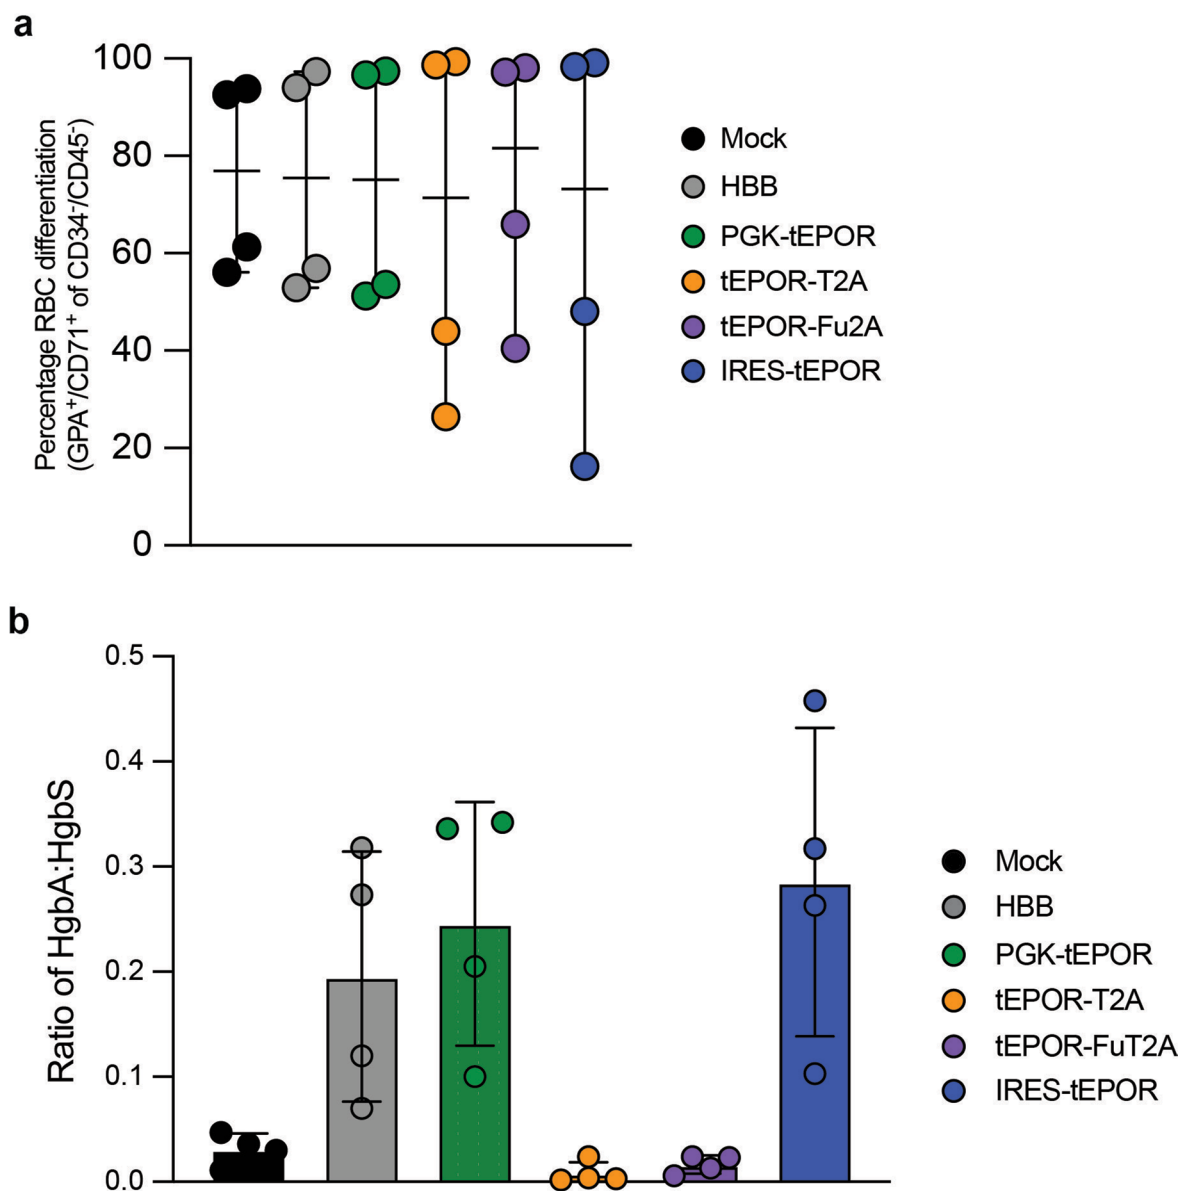 a
Percentage RBC differentiation
(GPA⁺/CD71⁺ of CD34⁻/CD45⁻)
100
80
60
40
20
0
Mock
HBB
PGK-tEPOR
tEPOR-T2A
tEPOR-Fu2A
IRES-tEPOR
b
Ratio of HgbA:HgbS
0.5
0.4
0.3
0.2
0.1
0.0
Mock
HBB
PGK-tEPOR
tEPOR-T2A
tEPOR-FuT2A
IRES-tEPOR